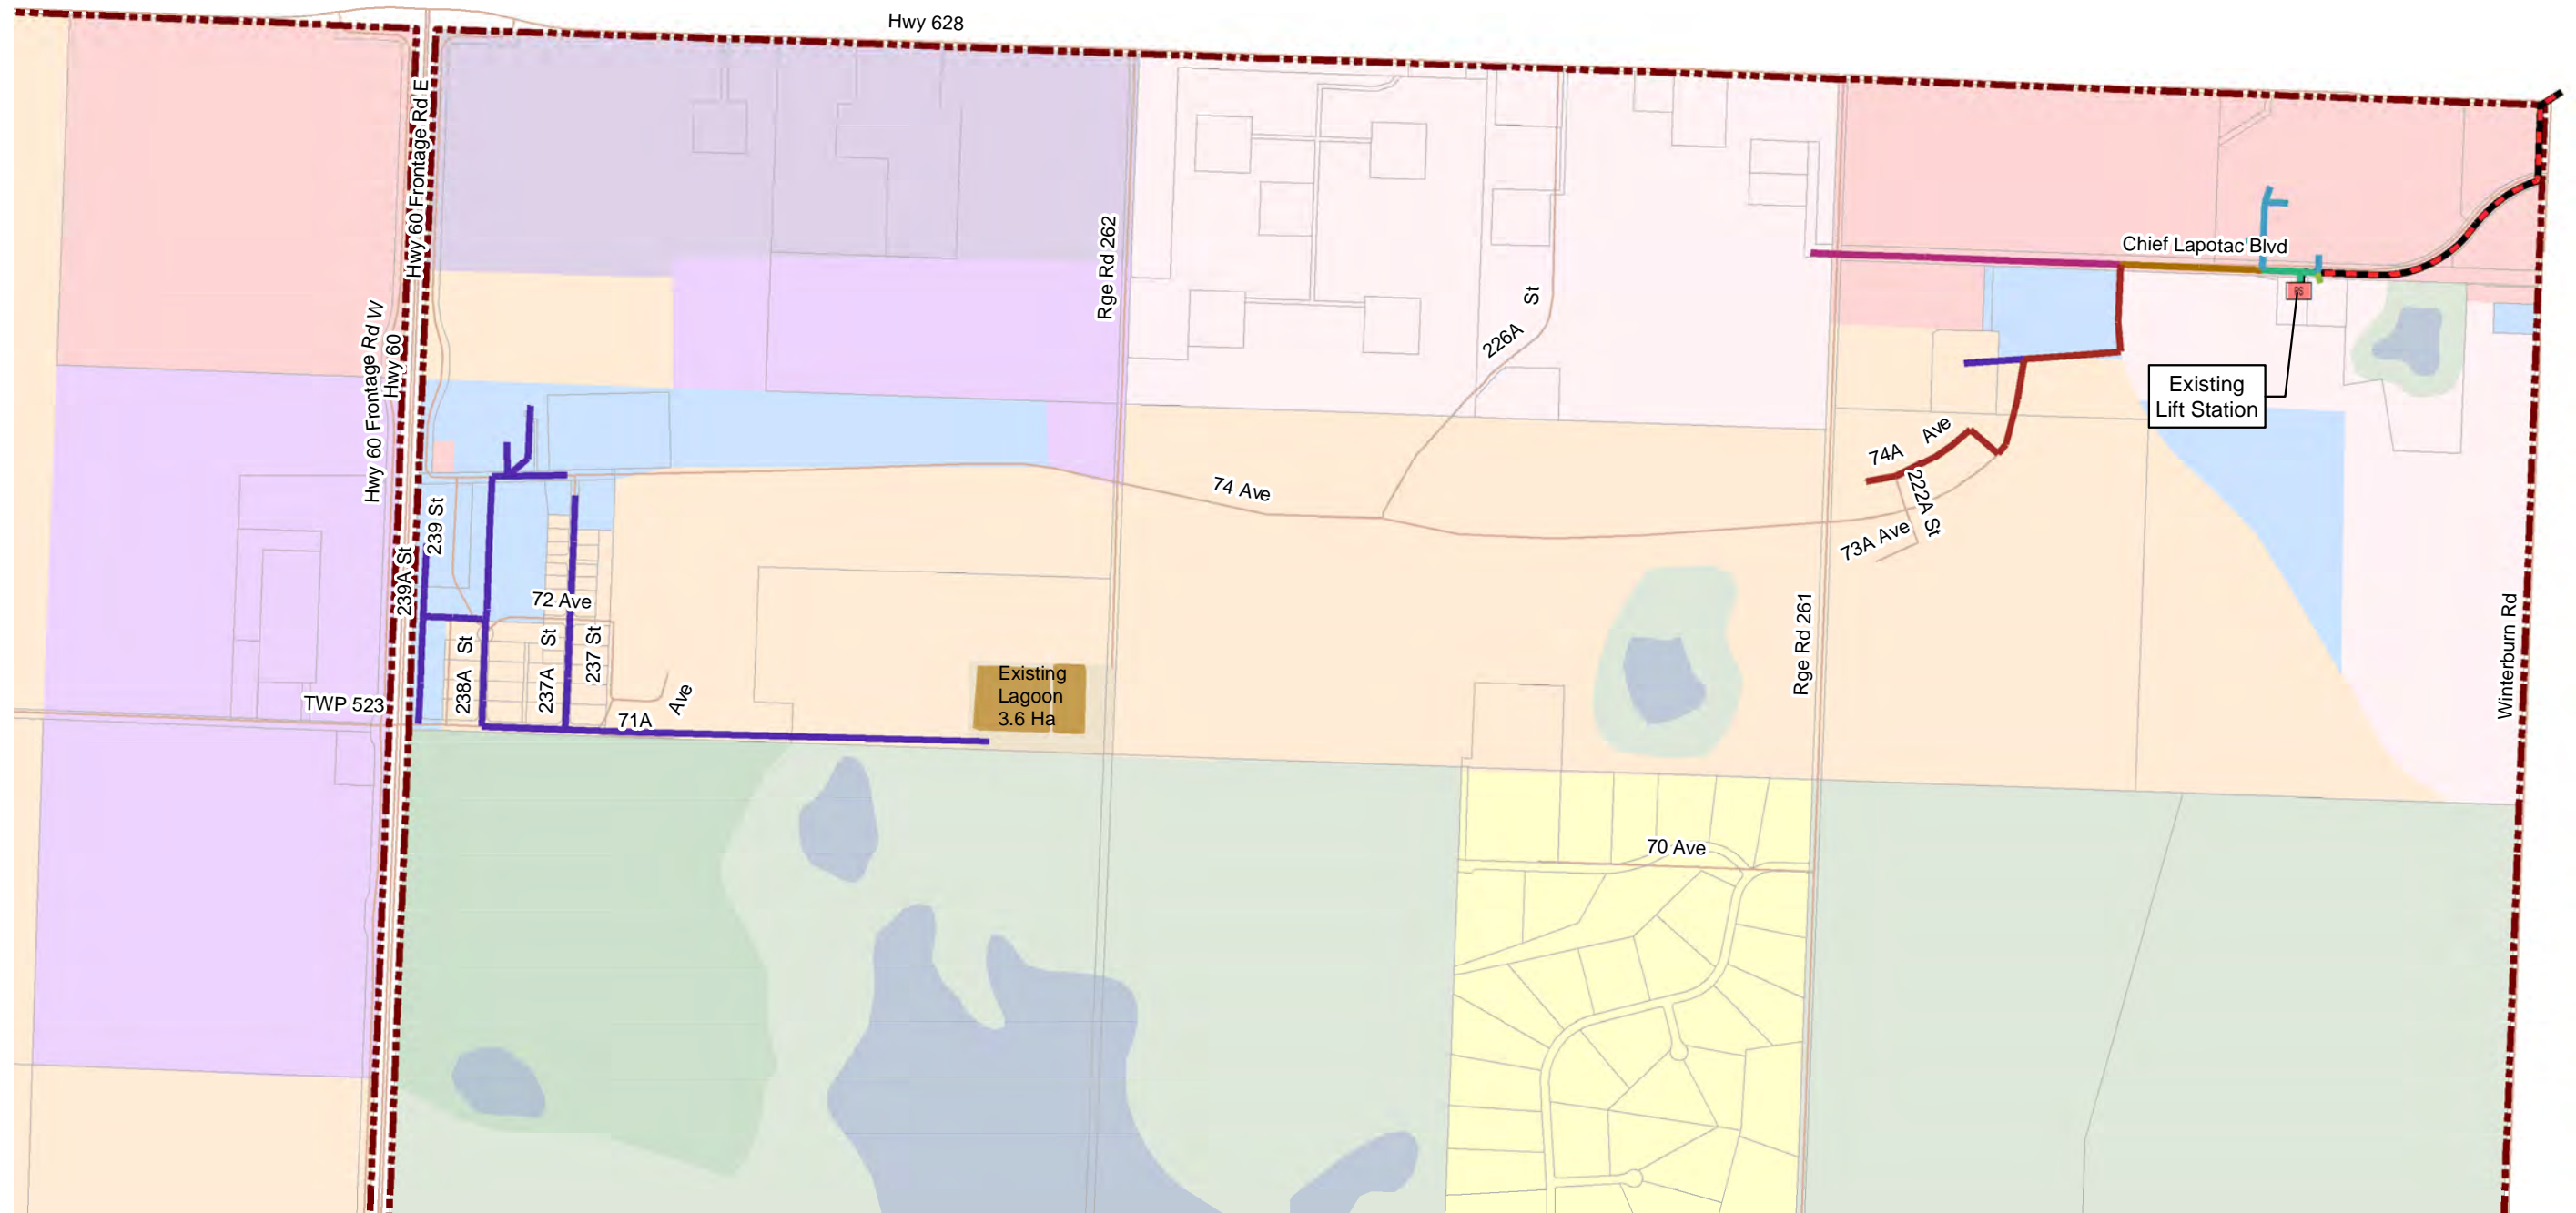 Hwy 628
Hwy 60 Frontage Rd E
Rge Rd 262
Chief Lapotac Blvd
226A St
PS
Hwy 60 Frontage Rd W
Hwy 60
Existing
Lift Station
74A Ave
74 Ave
222A St
239 St
73A Ave
239A St
72 Ave
Rge Rd 261
Winterburn Rd
238A St
237A St
237 St
Existing
Lagoon
3.6 Ha
TWP 523
71A Ave
70 Ave